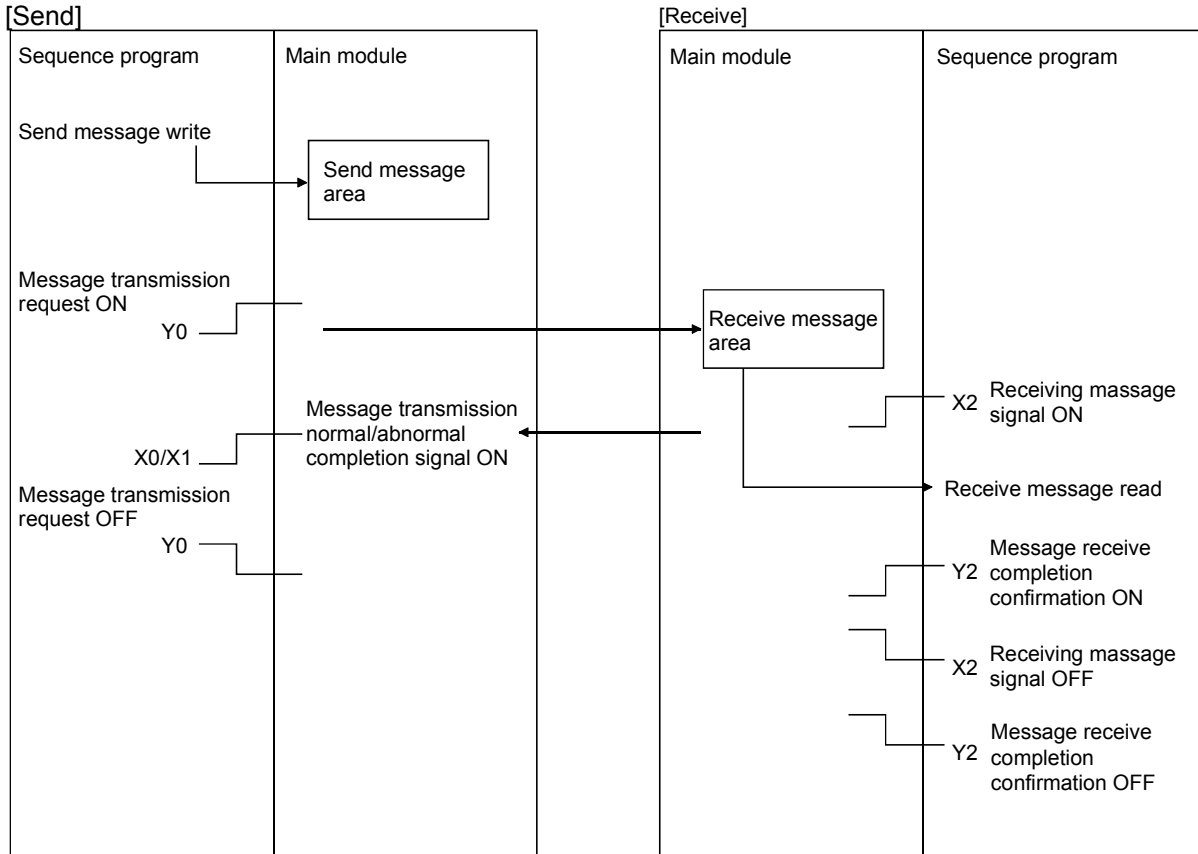 [Send]
Sequence program
Main module
Send message write
Send message
area
Message transmission
request ON
Y0
Message transmission
normal/abnormal
completion signal ON
X0/X1
Message transmission
request OFF
Y0
[Receive]
Main module
Sequence program
Receive message
area
X2
Receiving massage
signal ON
Receive message read
Y2
Message receive
completion
confirmation ON
X2
Receiving massage
signal OFF
Y2
Message receive
completion
confirmation OFF